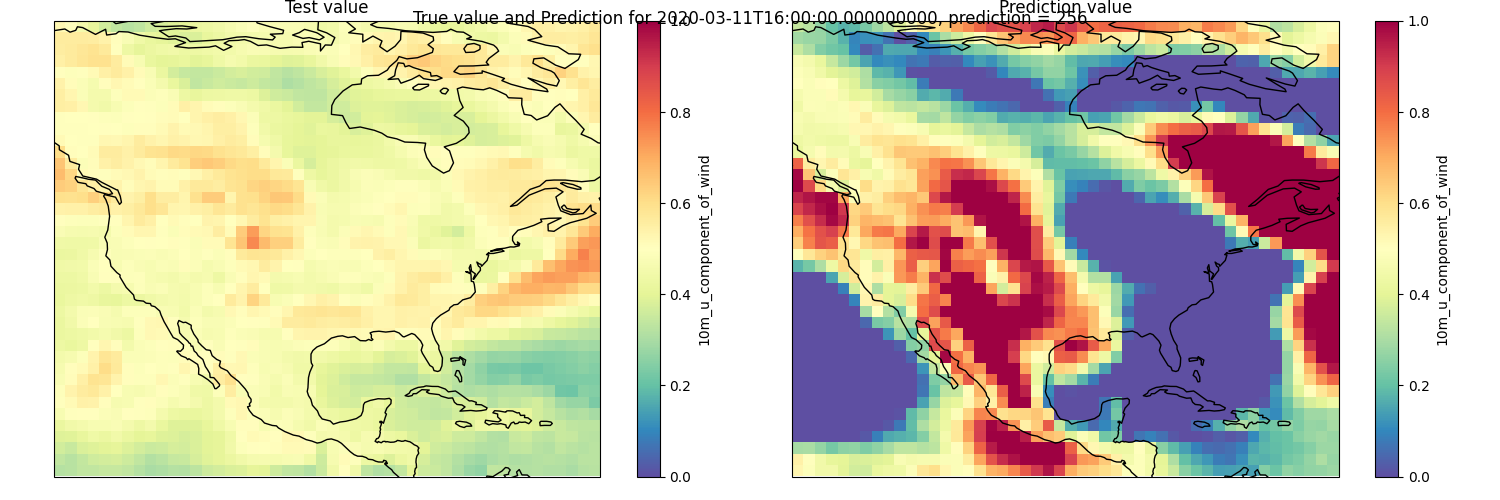 Test value
Prediction value
True value and Prediction for 2020-03-11T16:00:00.000000000, prediction = 256
1.0
0.8
0.6
0.4
0.2
0.0
10m_u_component_of_wind
1.0
0.8
0.6
0.4
0.2
0.0
10m_u_component_of_wind